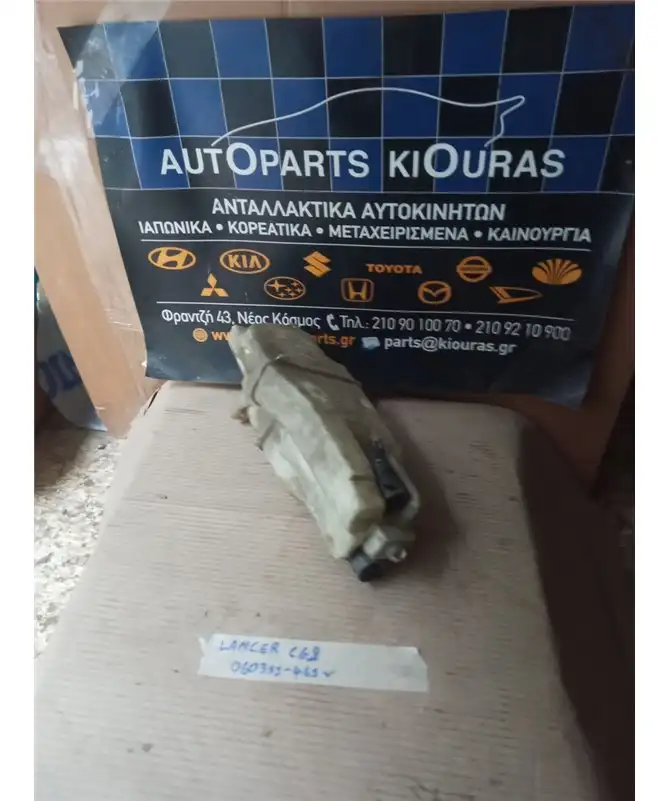 AUTOPARTS KIOURAS
ΑΝΤΑΛΛΑΚΤΙΚΑ ΑΥΤΟΚΙΝΗΤΩΝ
ΙΑΠΩΝΙΚΑ • ΚΟΡΕΑΤΙΚΑ • ΜΕΤΑΧΕΙΡΙΣΜΕΝΑ • ΚΑΙΝΟΥΡΓΙΑ
KIA
TOYOTA
Φραντζή 43, Νέος Κόσμος Τηλ.: 210 90 100 70 • 210 92 10 900
parts@kiouras.gr
LANCER